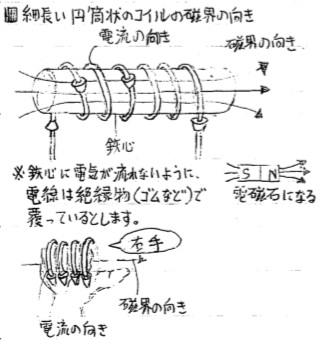 細長い円筒状のコイルの磁界の向き
電流の向き
磁界の向き
鉄心
※鉄心に電気が流れないように、
電線は絶縁物(ゴムなど)で
覆っているとします。
S N
電磁石になる
右手
磁界の向き
電流の向き